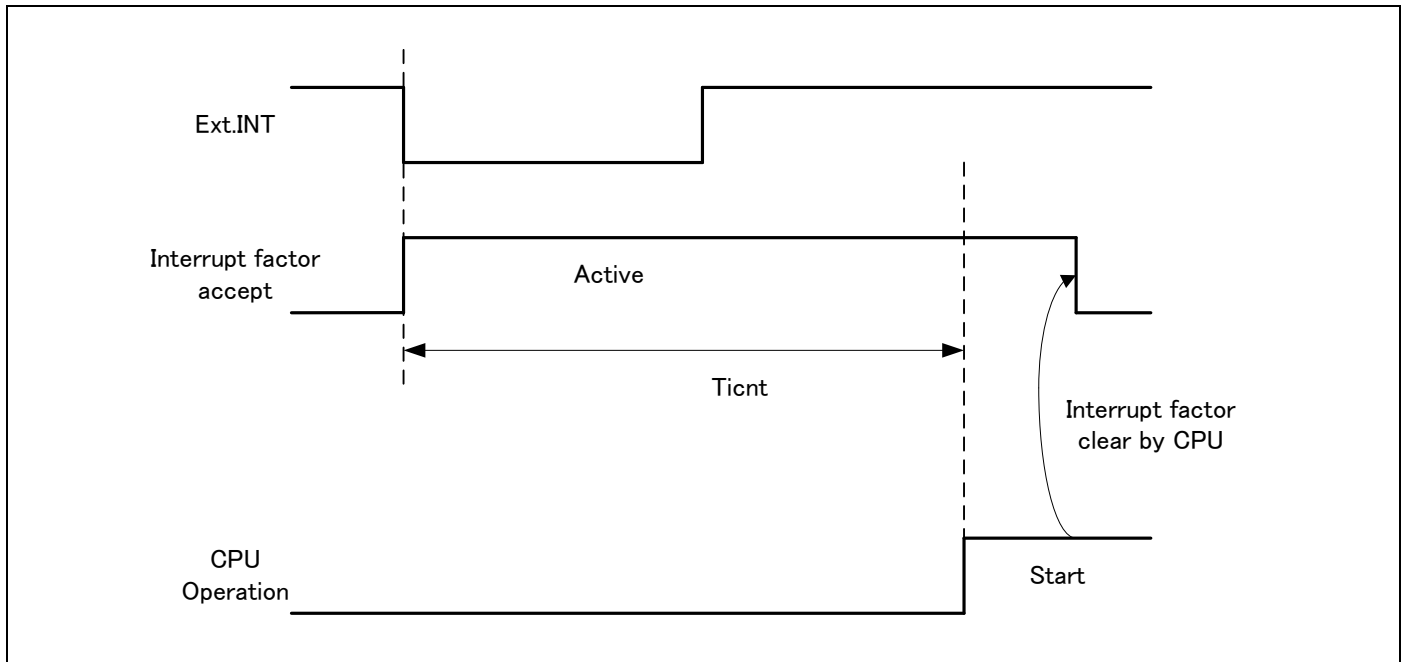 Ext.INT
Interrupt factor
accept
Active
Ticnt
Interrupt factor
clear by CPU
CPU
Operation
Start